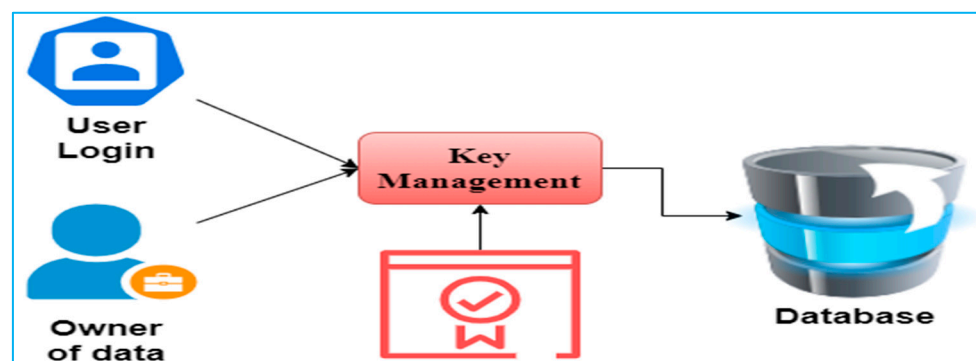 User
Login
Key
Management
Owner
of data
Database